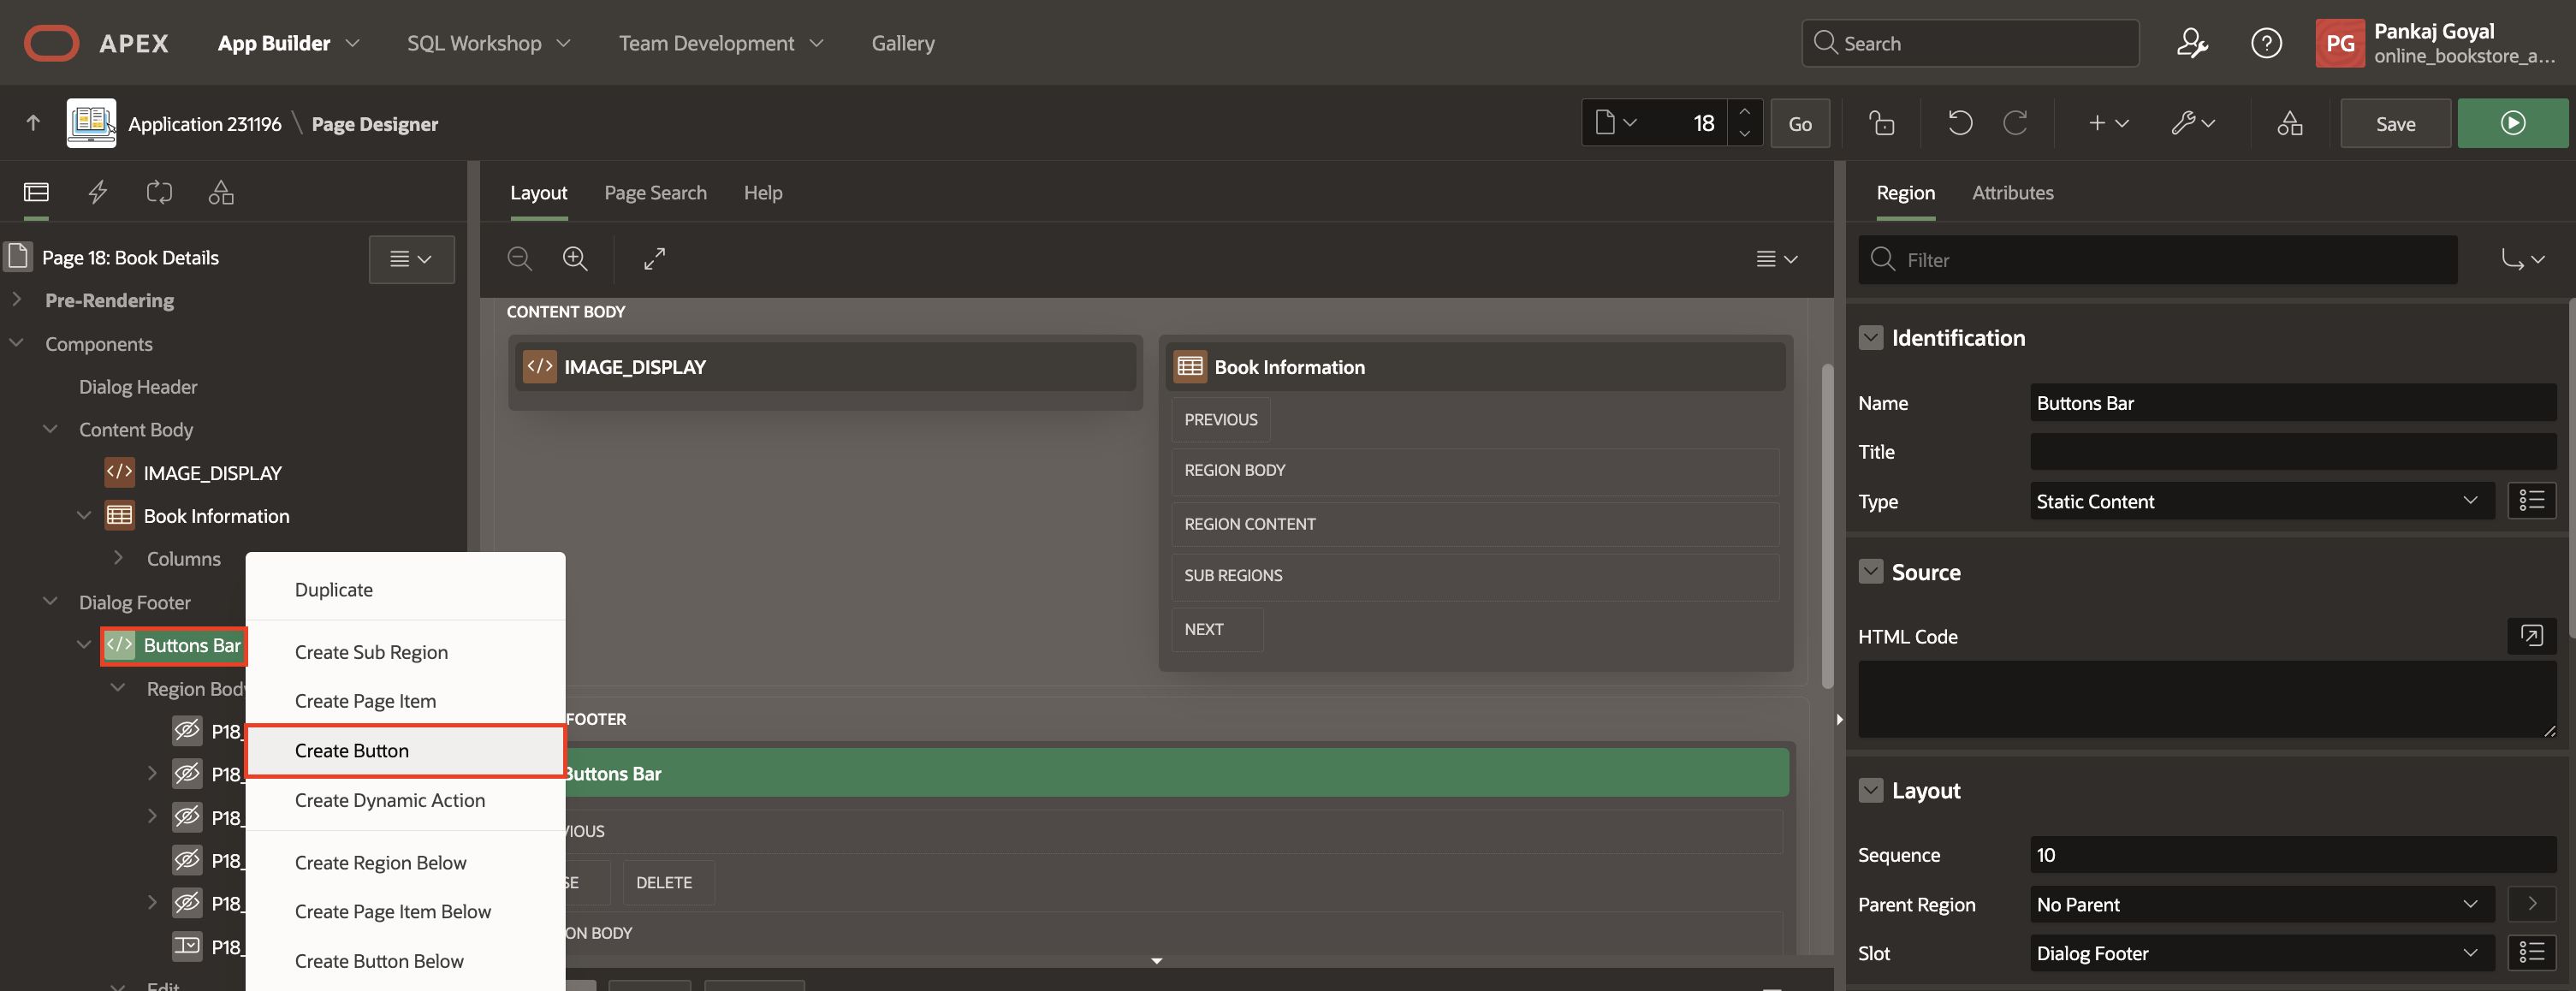 APEX
App Builder
SQL Workshop
Team Development
Gallery
Search
PG
Pankaj Goyal
online_bookstore_a...
Application 231196 \ Page Designer
18
Go
Save
Layout
Page Search
Help
Region
Attributes
Page 18: Book Details
Filter
Pre-Rendering
Components
Dialog Header
Content Body
IMAGE_DISPLAY
Book Information
Columns
Dialog Footer
Buttons Bar
Region Body
P18_
P18_
P18_
P18_
P18_
P18_
Edit
Duplicate
Create Sub Region
Create Page Item
Create Button
Create Dynamic Action
Create Region Below
Create Page Item Below
Create Button Below
CONTENT BODY
IMAGE_DISPLAY
Book Information
PREVIOUS
REGION BODY
REGION CONTENT
SUB REGIONS
NEXT
FOOTER
Buttons Bar
VIOUS
SE
DELETE
ON BODY
Identification
Name
Buttons Bar
Title
Type
Static Content
Source
HTML Code
Layout
Sequence
10
Parent Region
No Parent
Slot
Dialog Footer